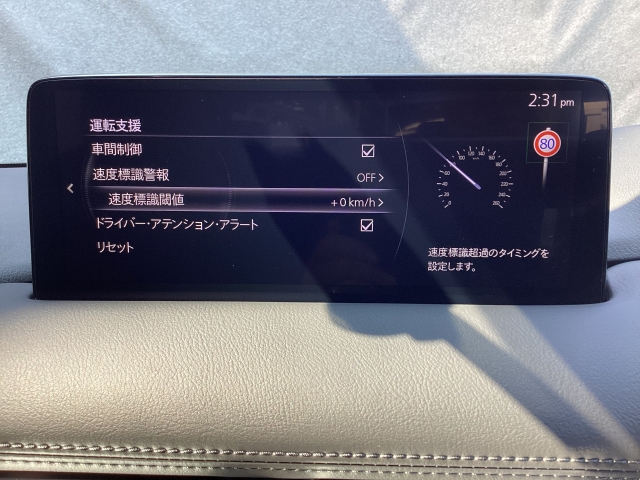 2:31 pm
運転支援
車間制御
速度標識警報 OFF
速度標識閾値 +0 km/h
ドライバー・アテンション・アラート
リセット
80
速度標識超過のタイミングを
設定します。